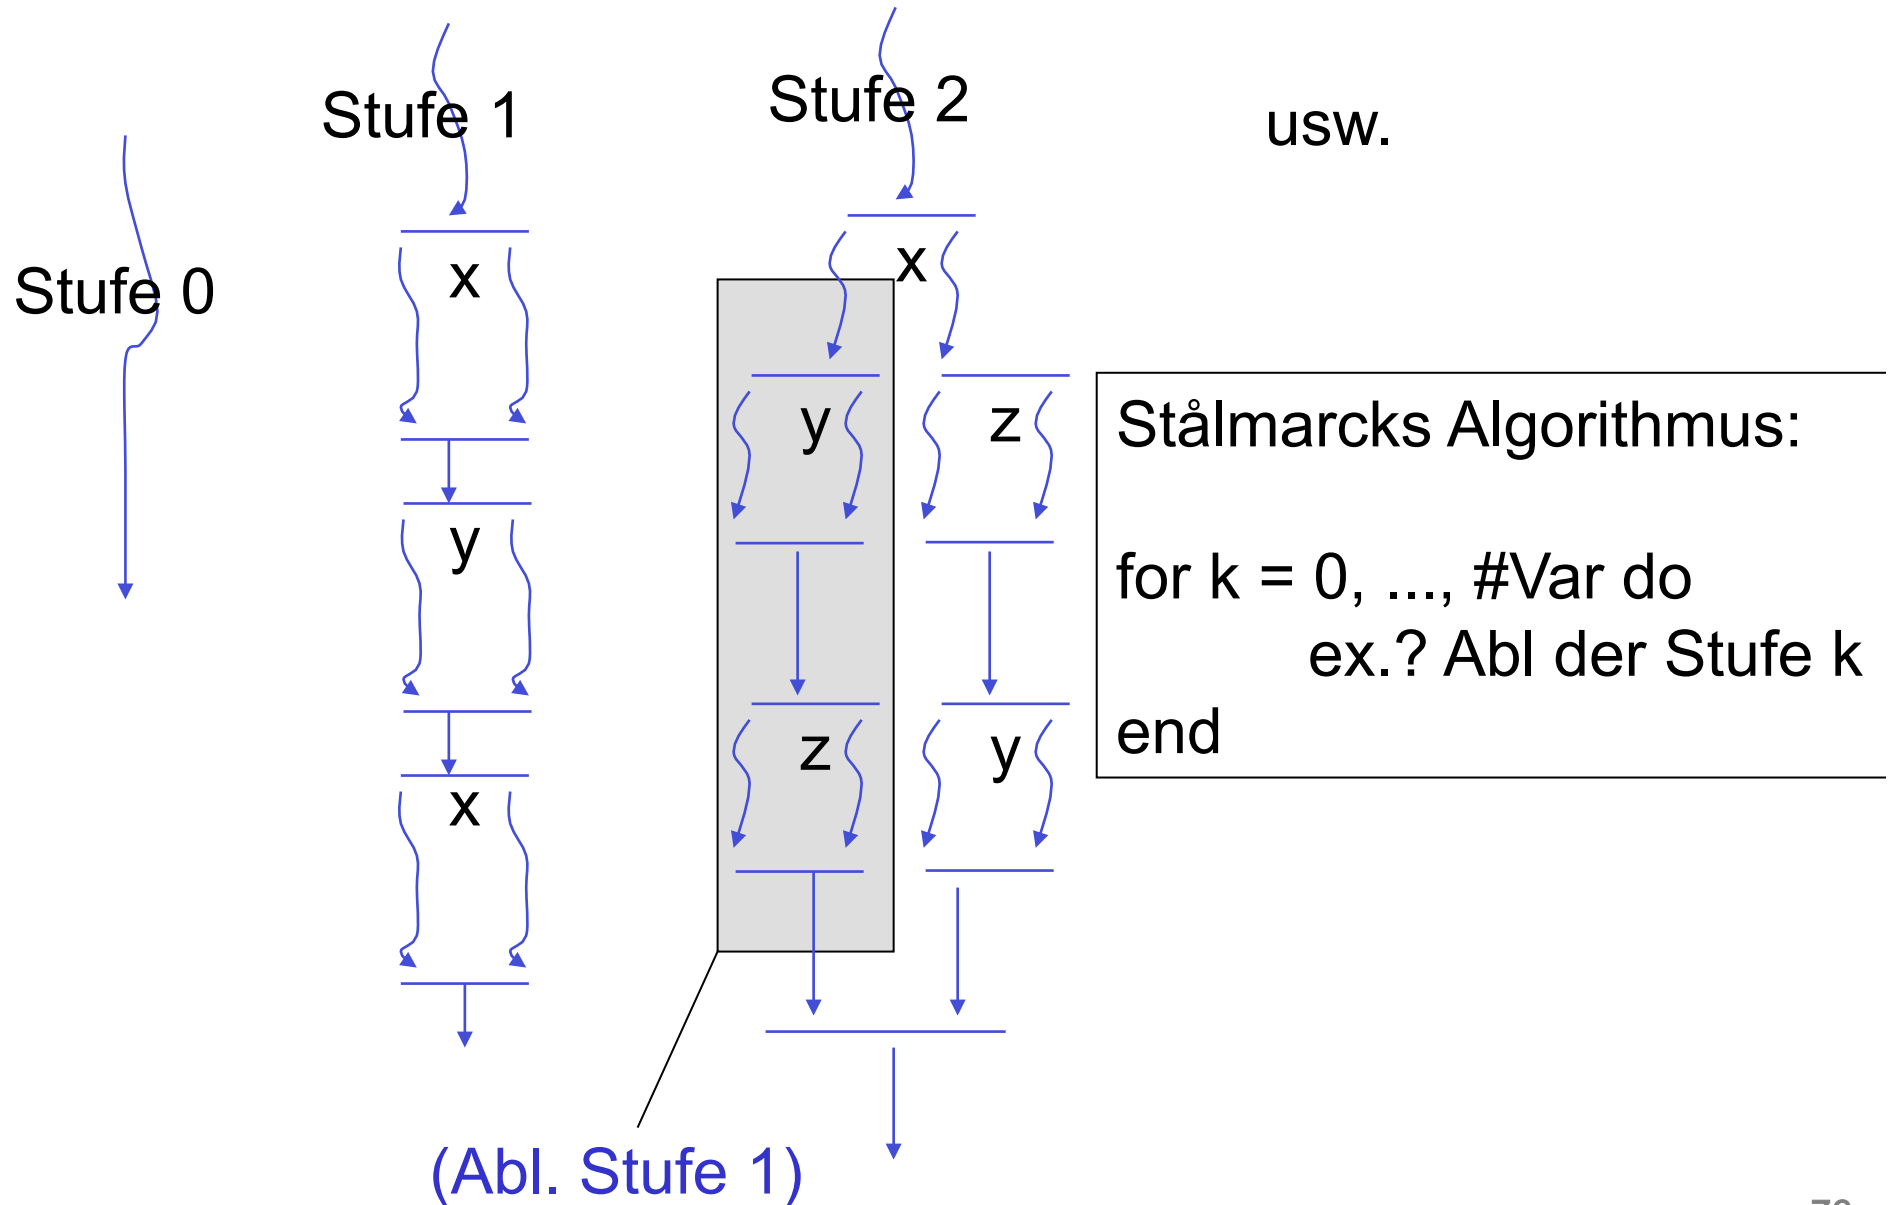 Stufe 0
Stufe 1
x
y
x
Stufe 2
x
y
z
z
y
(Abl. Stufe 1)
usw.
Stålmarcks Algorithmus:
for k = 0, ..., #Var do
ex.? Abl der Stufe k
end